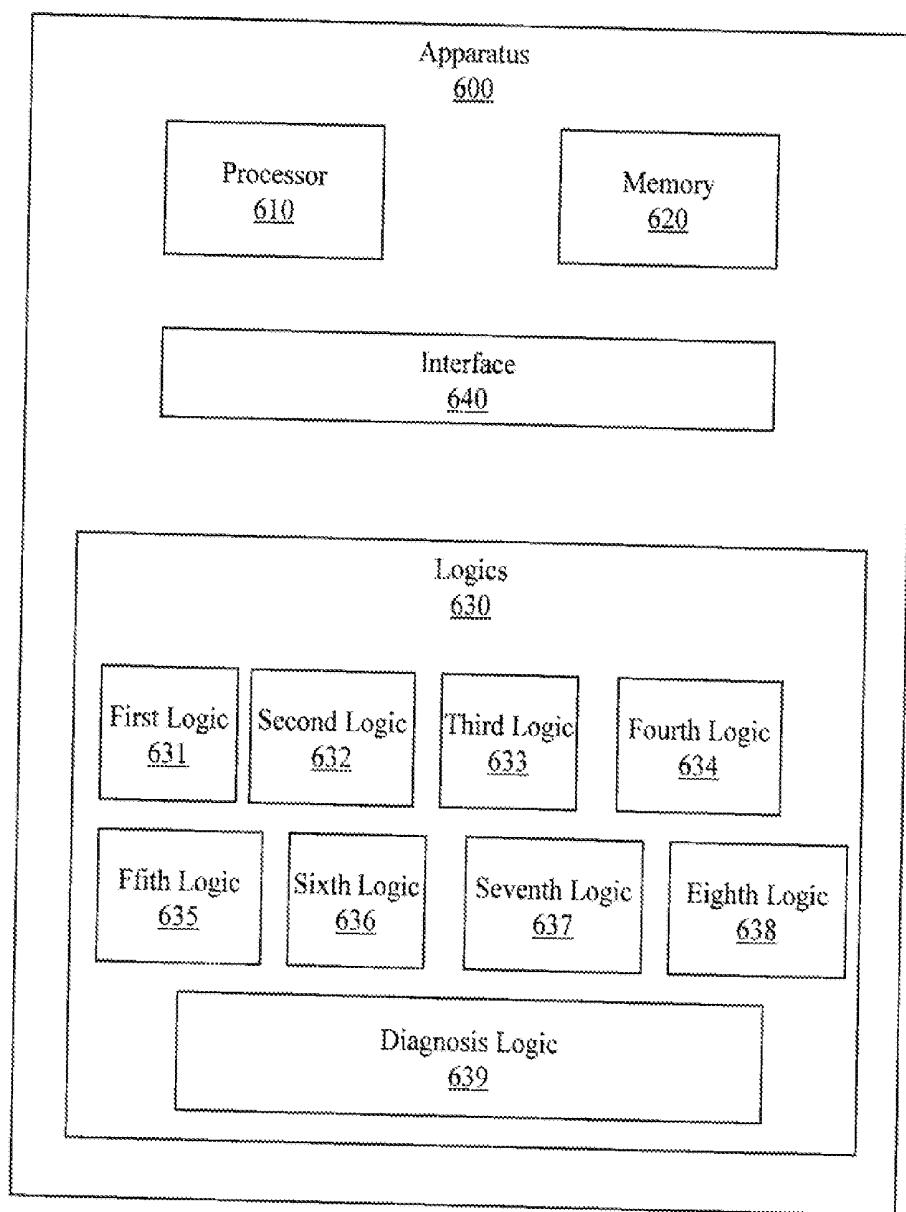 Apparatus
600
Processor
610
Memory
620
Interface
640
Logics
630
First Logic
631
Second Logic
632
Third Logic
633
Fourth Logic
634
Ffith Logic
635
Sixth Logic
636
Seventh Logic
637
Eighth Logic
638
Diagnosis Logic
639